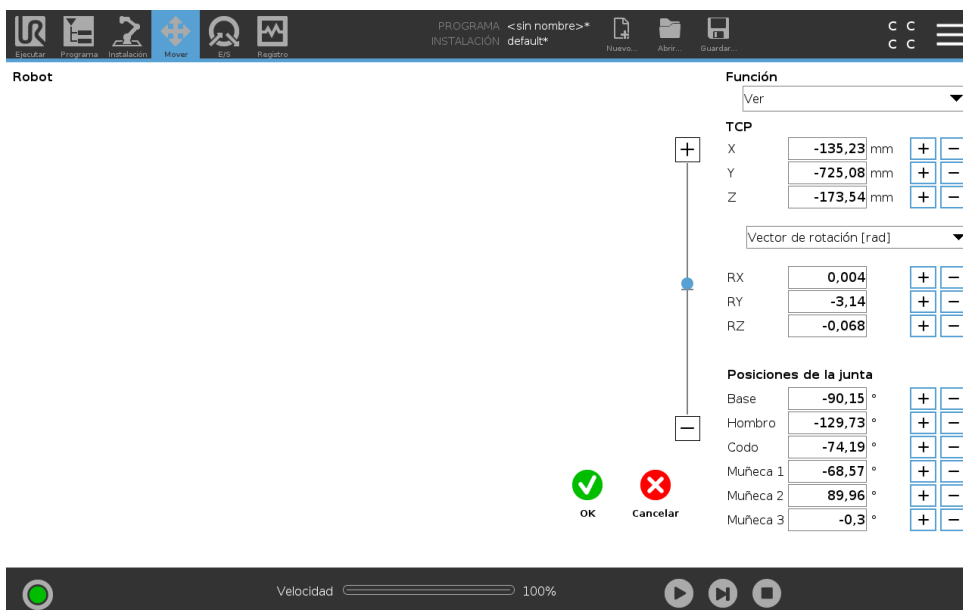 PROGRAMA <sin nombre>*
INSTALACIÓN default*
UR
C C
C C
Ejecutar Programa Instalación Mover E/S Registro Nuevo... Abrir... Guardar...
Robot
Función
Ver
TCP
X -135,23 mm + −
Y -725,08 mm + −
Z -173,54 mm + −
Vector de rotación [rad]
RX 0,004 + −
RY -3,14 + −
RZ -0,068 + −
Posiciones de la junta
Base -90,15 ° + −
Hombro -129,73 ° + −
Codo -74,19 ° + −
Muñeca 1 -68,57 ° + −
Muñeca 2 89,96 ° + −
Muñeca 3 -0,3 ° + −
+
−
OK Cancelar
Velocidad 100%